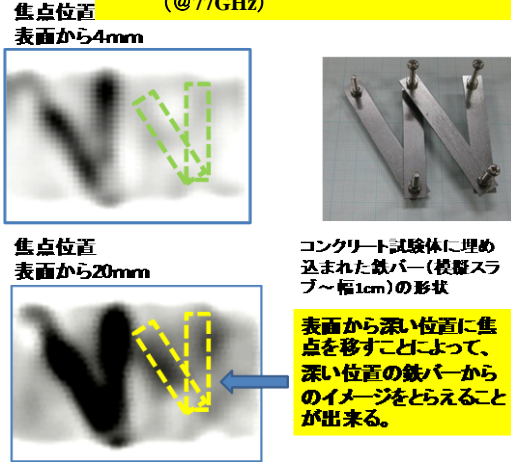 （@77GHz）
焦点位置
表面から4mm
焦点位置
表面から20mm
コンクリート試験体に埋め
込まれた鉄バー（模擬スラ
ブ～幅1cm）の形状
表面から深い位置に焦
点を移すことによって、
深い位置の鉄バーから
のイメージをとらえること
が出来る。